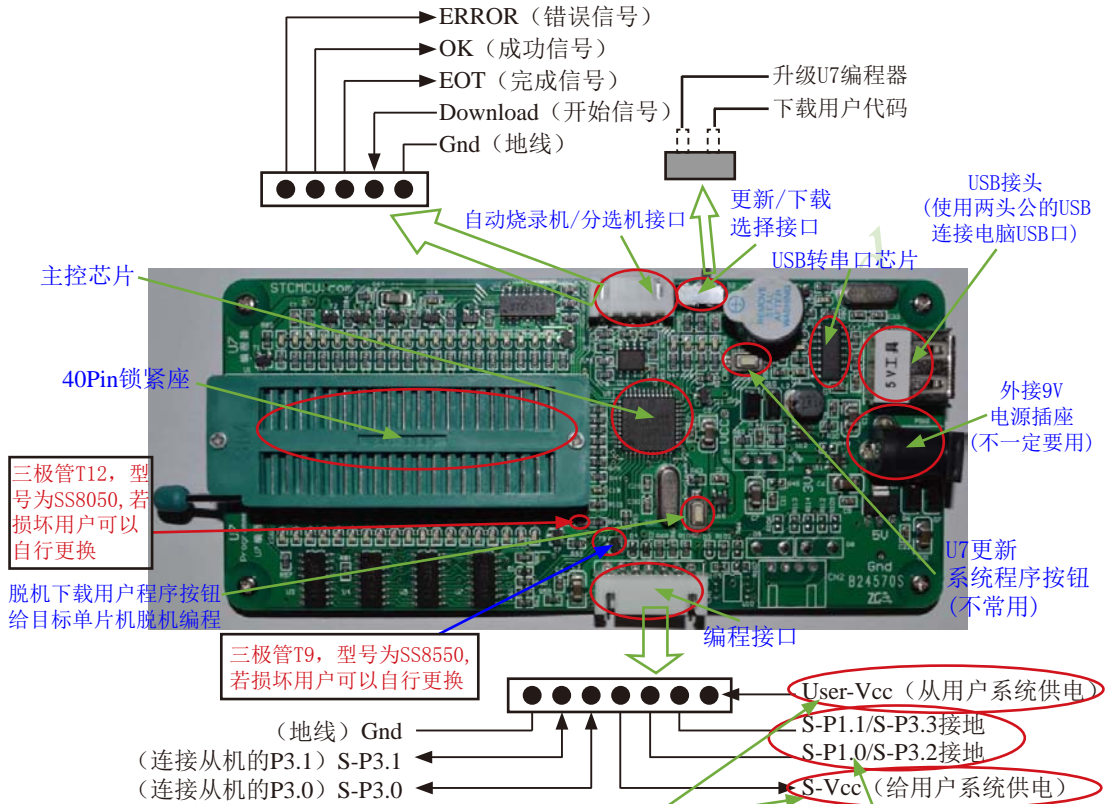 ERROR（错误信号）
OK（成功信号）
EOT（完成信号）
Download（开始信号）
Gnd（地线）
升级U7编程器
下载用户代码
自动烧录机/分选机接口
更新/下载
选择接口
USB接头
(使用两头公的USB
连接电脑USB口)
USB转串口芯片
主控芯片
40Pin锁紧座
外接9V
电源插座
(不一定要用)
STCMCU.com
5V工具
VCC
3V
5V
Gnd
B24570S
CN2
U7
三极管T12，型
号为SS8050,若
损坏用户可以
自行更换
脱机下载用户程序按钮
给目标单片机脱机编程
三极管T9，型号为SS8550,
若损坏用户可以自行更换
编程接口
U7更新
系统程序按钮
(不常用)
User-Vcc（从用户系统供电）
S-P1.1/S-P3.3接地
S-P1.0/S-P3.2接地
S-Vcc（给用户系统供电）
（地线）Gnd
（连接从机的P3.1）S-P3.1
（连接从机的P3.0）S-P3.0